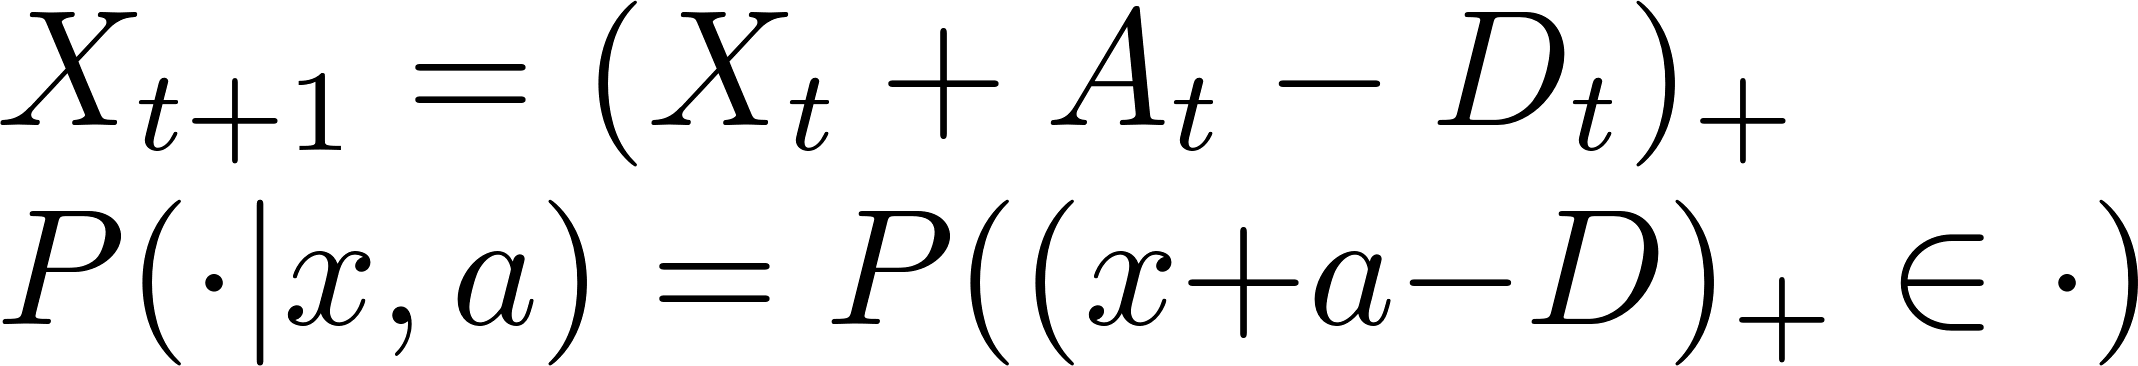 X_{t+1} = (X_t + A_t − D_t)_+
P(·|x, a) = P((x+a−D)_+ ∈ ·)